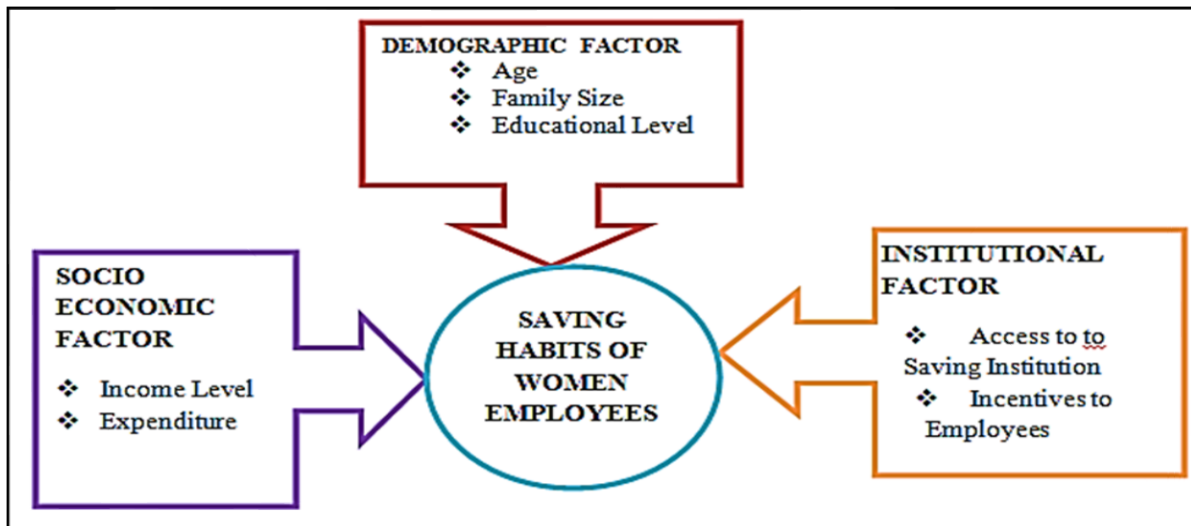 DEMOGRAPHIC FACTOR
❖ Age
❖ Family Size
❖ Educational Level
SOCIO
ECONOMIC
FACTOR
❖ Income Level
❖ Expenditure
SAVING
HABITS OF
WOMEN
EMPLOYEES
INSTITUTIONAL
FACTOR
❖ Access to to
Saving Institution
❖ Incentives to
Employees